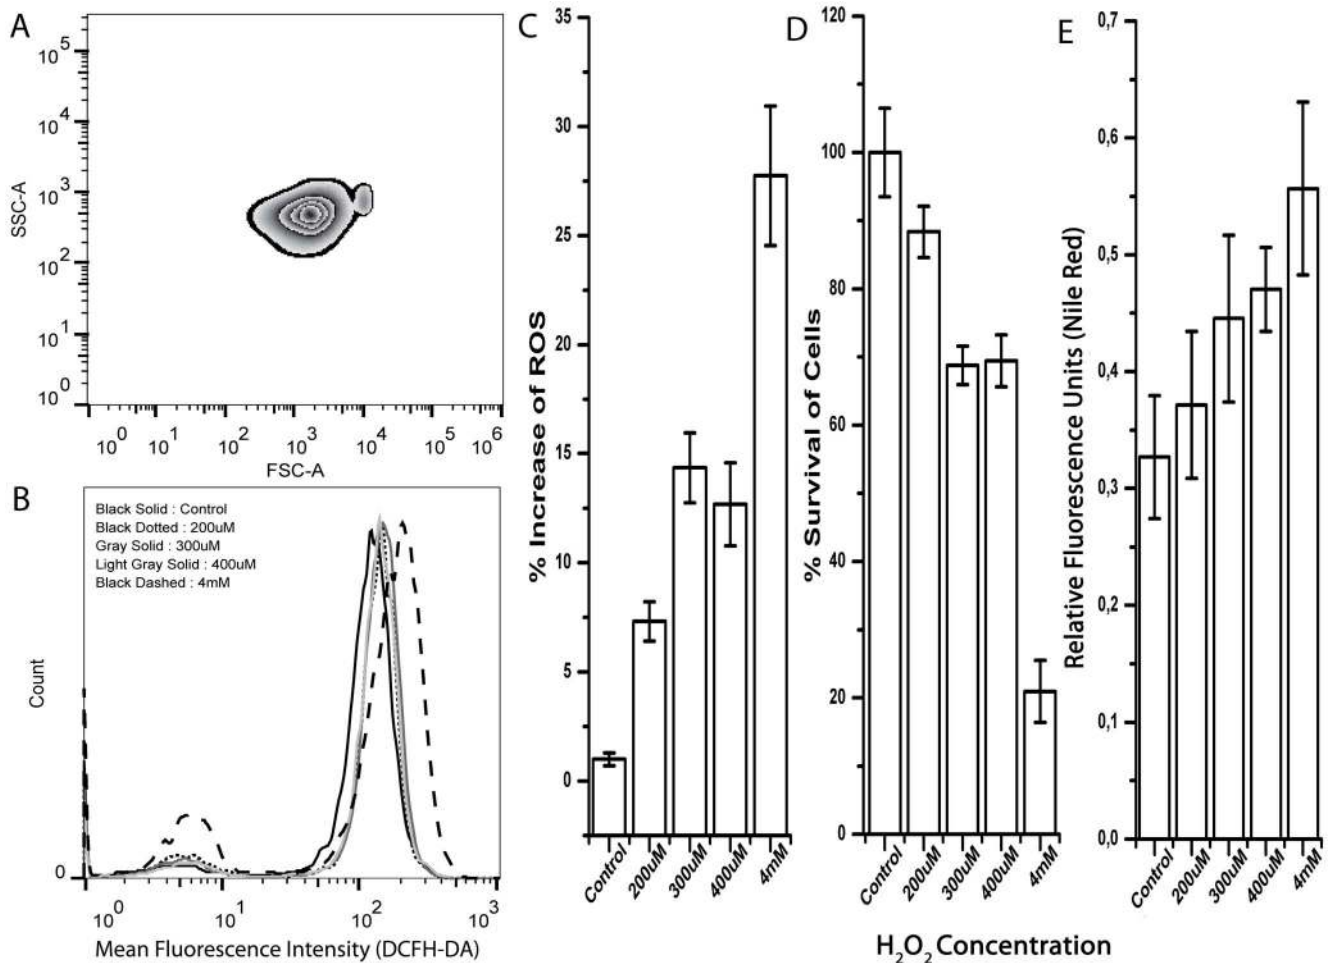 A
SSC-A
10^5
10^4
10^3
10^2
10^1
10^0
10^0 10^1 10^2 10^3 10^4 10^5 10^6
FSC-A
B
Black Solid : Control
Black Dotted : 200uM
Gray Solid : 300uM
Light Gray Solid : 400uM
Black Dashed : 4mM
Count
0
10^0 10^1 10^2 10^3
Mean Fluorescence Intensity (DCFH-DA)
C
% Increase of ROS
35
30
25
20
15
10
5
0
Control 200uM 300uM 400uM 4mM
D
% Survival of Cells
120
100
80
60
40
20
0
Control 200uM 300uM 400uM 4mM
E
Relative Fluorescence Units (Nile Red)
0,7
0,6
0,5
0,4
0,3
0,2
0,1
0,0
Control 200uM 300uM 400uM 4mM
H₂O₂ Concentration